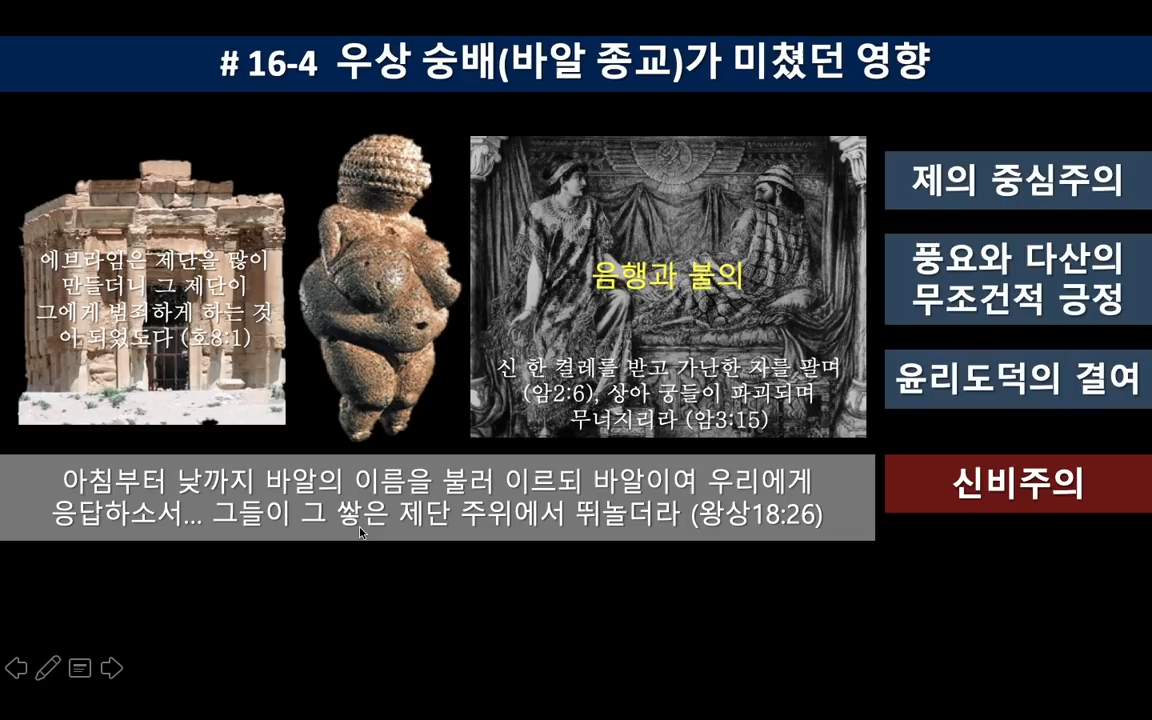 # 16-4 우상 숭배(바알 종교)가 미쳤던 영향
에브라임은 제단을 많이
만들더니 그 제단이
그에게 범죄하게 하는 것
아 되었도다 (호8:1)
음행과 불의
신 한 켤레를 받고 가난한 자를 팔며
(암2:6), 상아 궁들이 파괴되며
무너지리라 (암3:15)
제의 중심주의
풍요와 다산의
무조건적 긍정
윤리도덕의 결여
신비주의
아침부터 낮까지 바알의 이름을 불러 이르되 바알이여 우리에게
응답하소서... 그들이 그 쌓은 제단 주위에서 뛰놀더라 (왕상18:26)